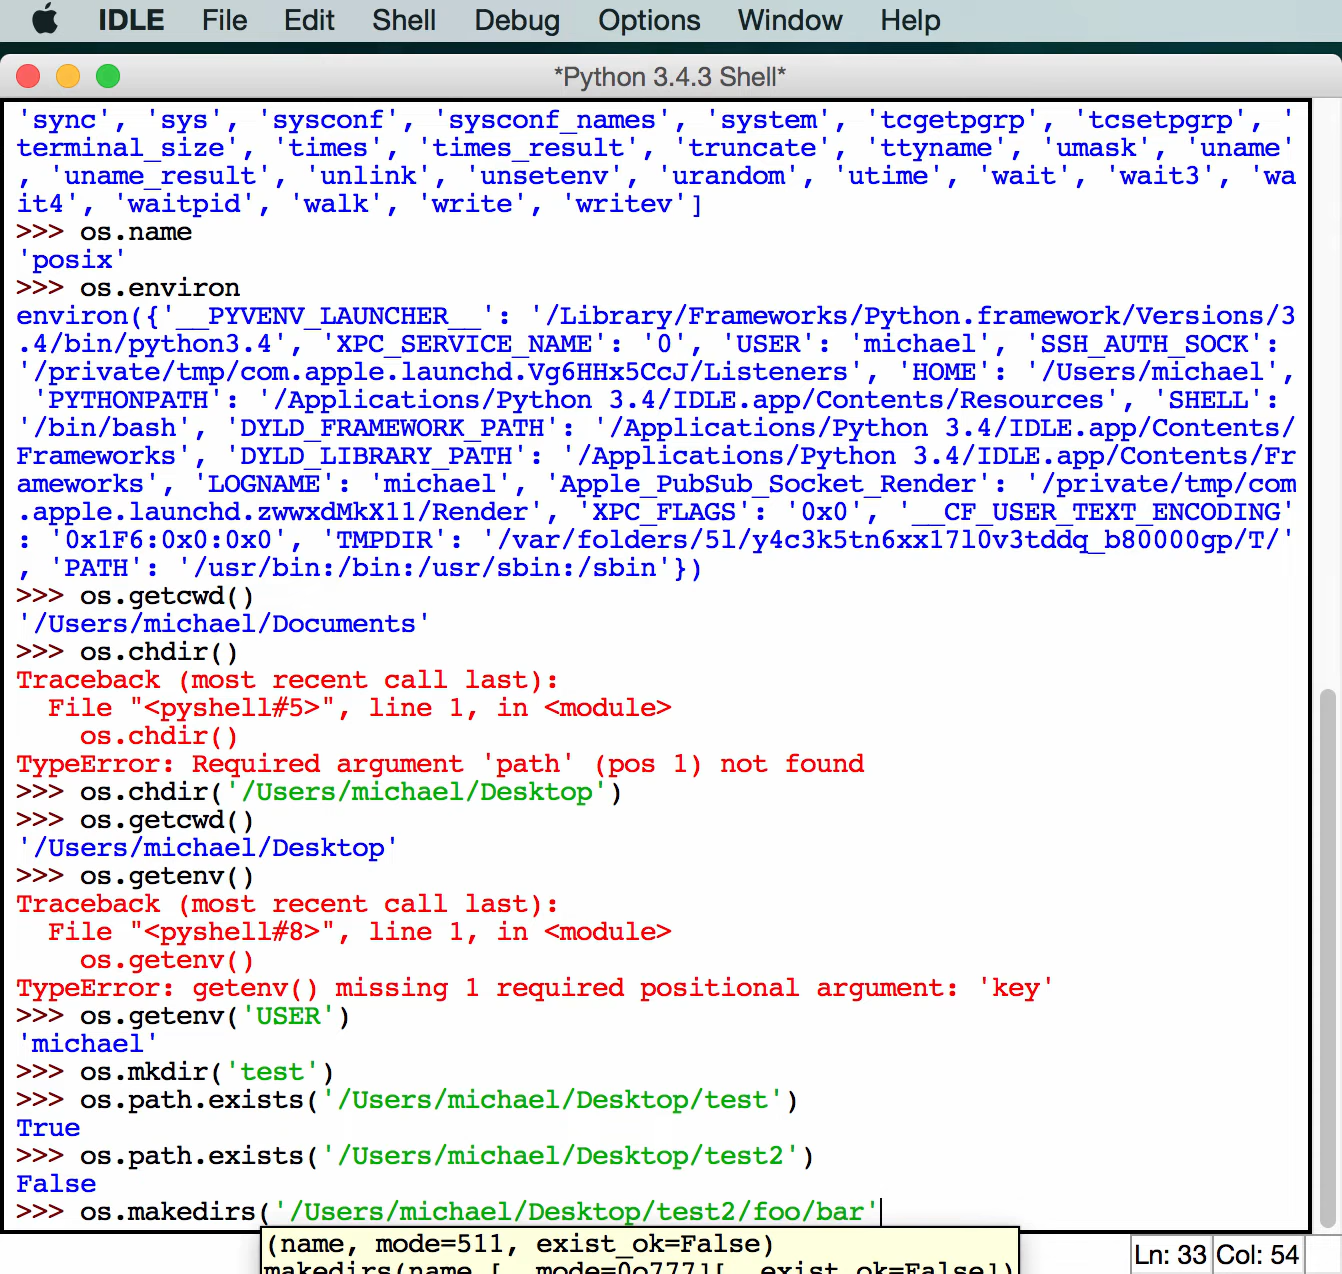 IDLE File Edit Shell Debug Options Window Help
*Python 3.4.3 Shell*
'sync', 'sys', 'sysconf', 'sysconf_names', 'system', 'tcgetpgrp', 'tcsetpgrp', '
terminal_size', 'times', 'times_result', 'truncate', 'ttyname', 'umask', 'uname'
, 'uname_result', 'unlink', 'unsetenv', 'urandom', 'utime', 'wait', 'wait3', 'wa
it4', 'waitpid', 'walk', 'write', 'writev']
>>> os.name
'posix'
>>> os.environ
environ({'__PYVENV_LAUNCHER__': '/Library/Frameworks/Python.framework/Versions/3
.4/bin/python3.4', 'XPC_SERVICE_NAME': '0', 'USER': 'michael', 'SSH_AUTH_SOCK':
'/private/tmp/com.apple.launchd.Vg6HHx5CcJ/Listeners', 'HOME': '/Users/michael',
 'PYTHONPATH': '/Applications/Python 3.4/IDLE.app/Contents/Resources', 'SHELL':
'/bin/bash', 'DYLD_FRAMEWORK_PATH': '/Applications/Python 3.4/IDLE.app/Contents/
Frameworks', 'DYLD_LIBRARY_PATH': '/Applications/Python 3.4/IDLE.app/Contents/Fr
ameworks', 'LOGNAME': 'michael', 'Apple_PubSub_Socket_Render': '/private/tmp/com
.apple.launchd.zwwxdMkX11/Render', 'XPC_FLAGS': '0x0', '__CF_USER_TEXT_ENCODING'
: '0x1F6:0x0:0x0', 'TMPDIR': '/var/folders/5l/y4c3k5tn6xx17l0v3tddq_b80000gp/T/'
, 'PATH': '/usr/bin:/bin:/usr/sbin:/sbin'})
>>> os.getcwd()
'/Users/michael/Documents'
>>> os.chdir()
Traceback (most recent call last):
  File "<pyshell#5>", line 1, in <module>
    os.chdir()
TypeError: Required argument 'path' (pos 1) not found
>>> os.chdir('/Users/michael/Desktop')
>>> os.getcwd()
'/Users/michael/Desktop'
>>> os.getenv()
Traceback (most recent call last):
  File "<pyshell#8>", line 1, in <module>
    os.getenv()
TypeError: getenv() missing 1 required positional argument: 'key'
>>> os.getenv('USER')
'michael'
>>> os.mkdir('test')
>>> os.path.exists('/Users/michael/Desktop/test')
True
>>> os.path.exists('/Users/michael/Desktop/test2')
False
>>> os.makedirs('/Users/michael/Desktop/test2/foo/bar'
(name, mode=511, exist_ok=False)
makedirs(name [, mode=0o777][, exist_ok=False])
Ln: 33 Col: 54